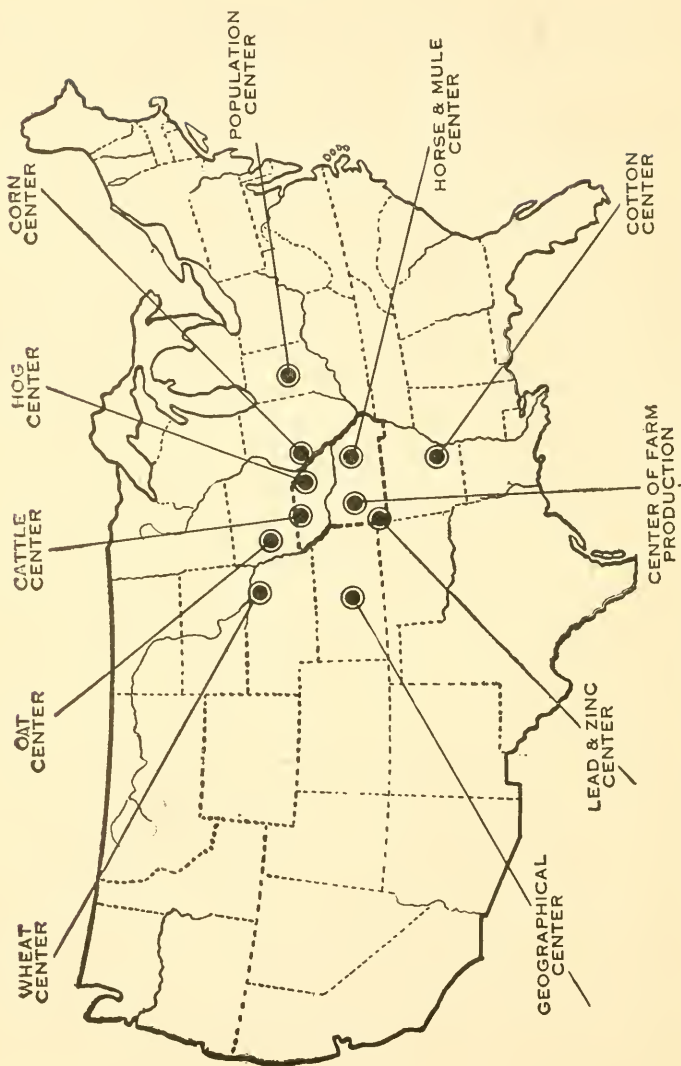 WHEAT
CENTER
OAT
CENTER
CATTLE
CENTER
HOG
CENTER
CORN
CENTER
POPULATION
CENTER
HORSE & MULE
CENTER
COTTON
CENTER
CENTER OF FARM
PRODUCTION
LEAD & ZINC
CENTER
GEOGRAPHICAL
CENTER